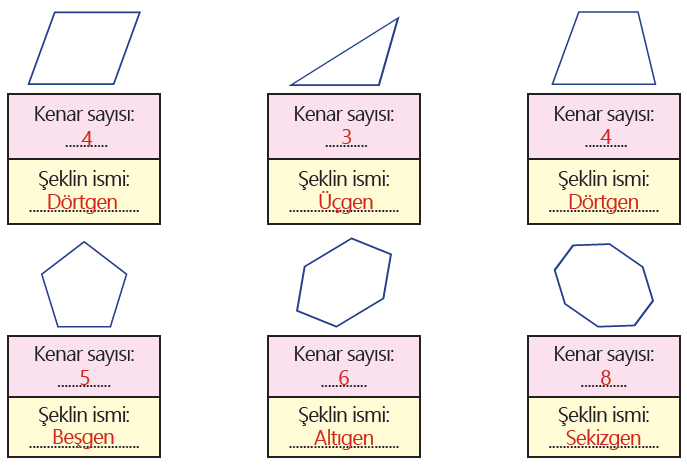 Kenar sayısı:
4
Şeklin ismi:
Dörtgen
Kenar sayısı:
3
Şeklin ismi:
Üçgen
Kenar sayısı:
4
Şeklin ismi:
Dörtgen
Kenar sayısı:
5
Şeklin ismi:
Beşgen
Kenar sayısı:
6
Şeklin ismi:
Altıgen
Kenar sayısı:
8
Şeklin ismi:
Sekizgen